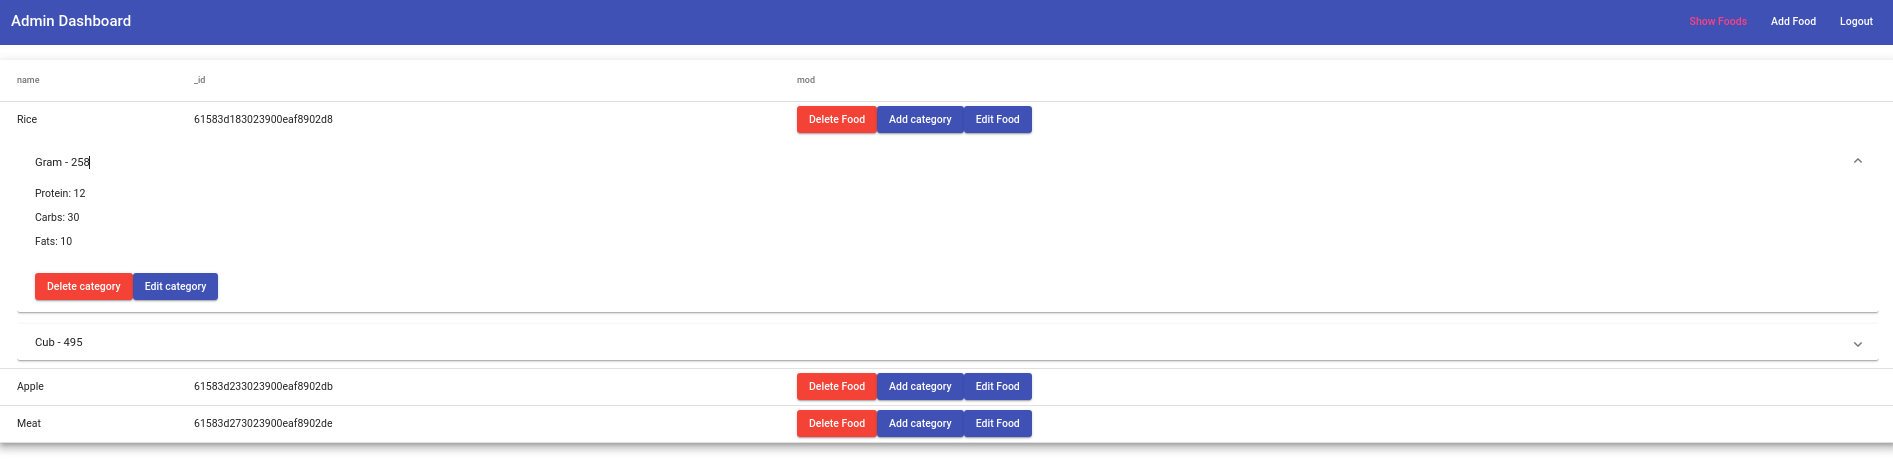 Admin Dashboard Show Foods Add Food Logout
name _id mod
Rice 61583d183023900eaf8902d8 Delete Food Add category Edit Food
Gram - 258
Protein: 12
Carbs: 30
Fats: 10
Delete category Edit category
Cub - 495
Apple 61583d233023900eaf8902db Delete Food Add category Edit Food
Meat 61583d273023900eaf8902de Delete Food Add category Edit Food